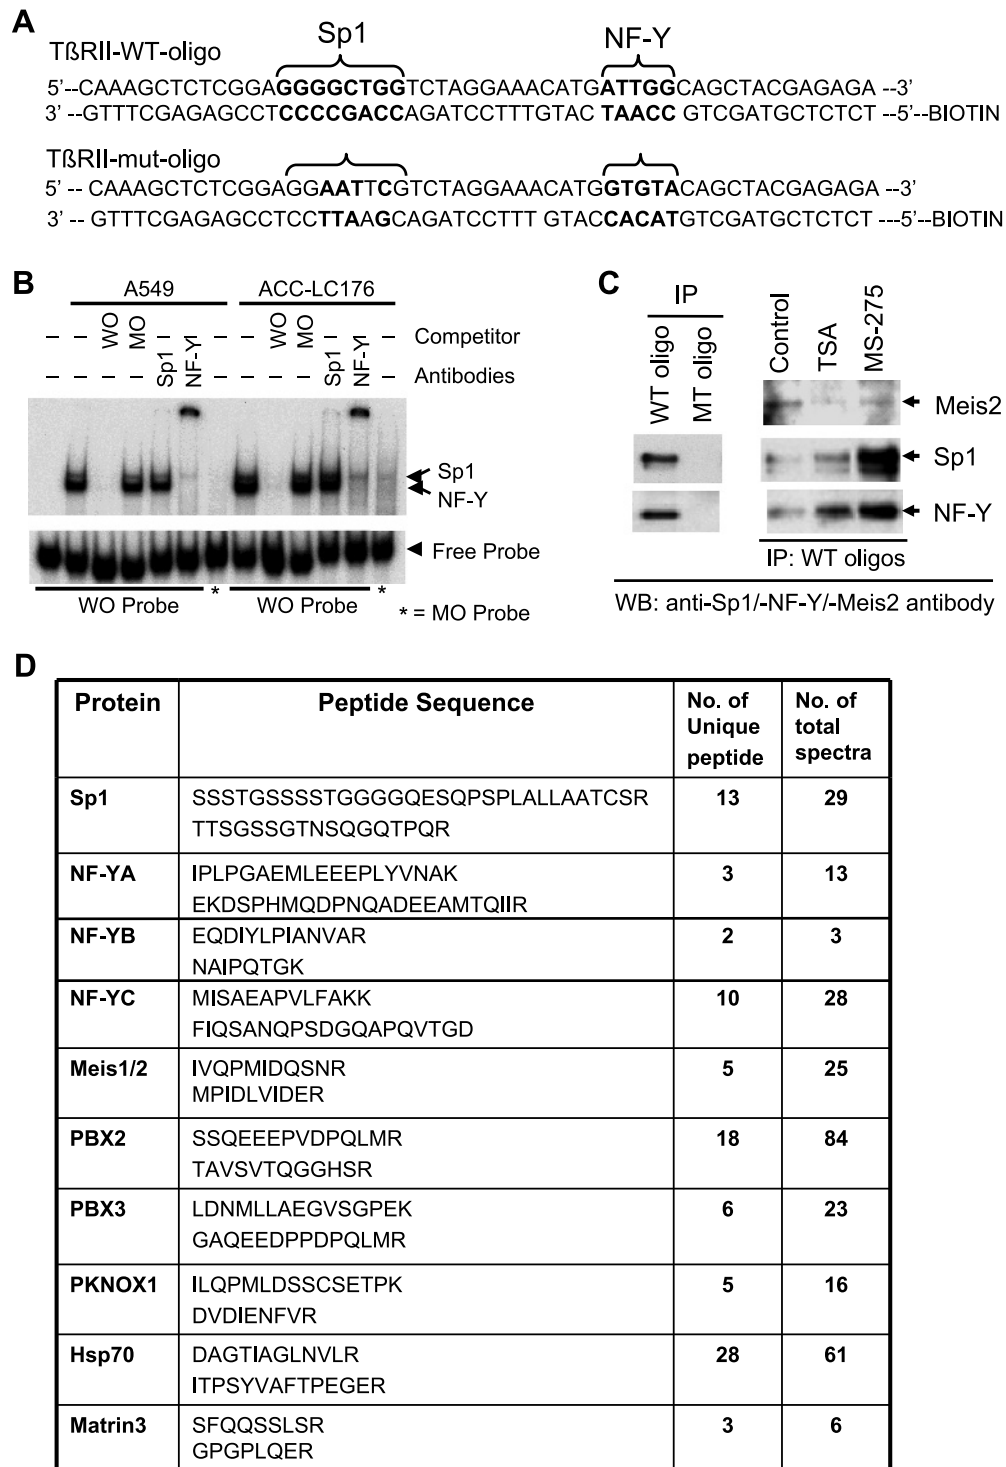 A
Sp1
NF-Y
TßRII-WT-oligo
5’ --CAAAGCTCTCGGAGGGGCTGGTCTAGGAAACATGATTGGCAGCTACGAGAGA --3’
3’ --GTTTCGAGAGCCTCCCCGACCAGATCCTTTGTAC TAACC GTCGATGCTCTCT --5’--BIOTIN
TßRII-mut-oligo
5’ -- CAAAGCTCTCGGAGGAATTCGTCTAGGAAACATGGTGTACAGCTACGAGAGA --3’
3’ -- GTTTCGAGAGCCTCCTTAAGCAGATCCTTT GTACCACATGTCGATGCTCTCT ---5’--BIOTIN
B
A549
ACC-LC176
– – WO MO – – – – – WO MO – – – Competitor
– – – – Sp1 NF-Y – – – – – Sp1 NF-Y – Antibodies
Sp1
NF-Y
Free Probe
WO Probe
*
WO Probe
*
* = MO Probe
C
IP
WT oligo
MT oligo
Control
TSA
MS-275
Meis2
Sp1
NF-Y
IP: WT oligos
WB: anti-Sp1/-NF-Y/-Meis2 antibody
D
Protein
Peptide Sequence
No. of Unique peptide
No. of total spectra
Sp1
SSSTGSSSSTGGGGQESQPSPLALLAATCSR
TTSGSSGTNSQGQTPQR
13
29
NF-YA
IPLPGAEMLEEEPLYVNAK
EKDSPHMQDPNQADEEAMTQIIR
3
13
NF-YB
EQDIYLPIANVAR
NAIPQTGK
2
3
NF-YC
MISAEAPVLFAKK
FIQSANQPSDGQAPQVTGD
10
28
Meis1/2
IVQPMIDQSNR
MPIDLVIDER
5
25
PBX2
SSQEEEPVDPQLMR
TAVSVTQGGHSR
18
84
PBX3
LDNMLLAEGVSGPEK
GAQEEDPPDPQLMR
6
23
PKNOX1
ILQPMLDSSCSETPK
DVDIENFVR
5
16
Hsp70
DAGTIAGLNVLR
ITPSYVAFTPEGER
28
61
Matrin3
SFQQSSLSR
GPGPLQER
3
6